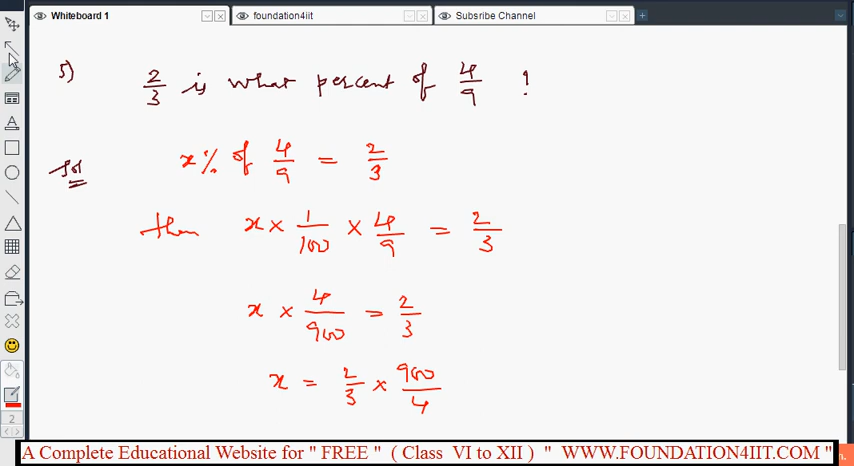 Whiteboard 1
foundation4iit
Subsribe Channel
5) 2/3 is what percent of 4/9 ?
Sol x% of 4/9 = 2/3
then x × 1/100 × 4/9 = 2/3
x × 4/900 = 2/3
x = 2/3 × 900/4
2
A Complete Educational Website for " FREE " ( Class VI to XII ) " WWW.FOUNDATION4IIT.COM "